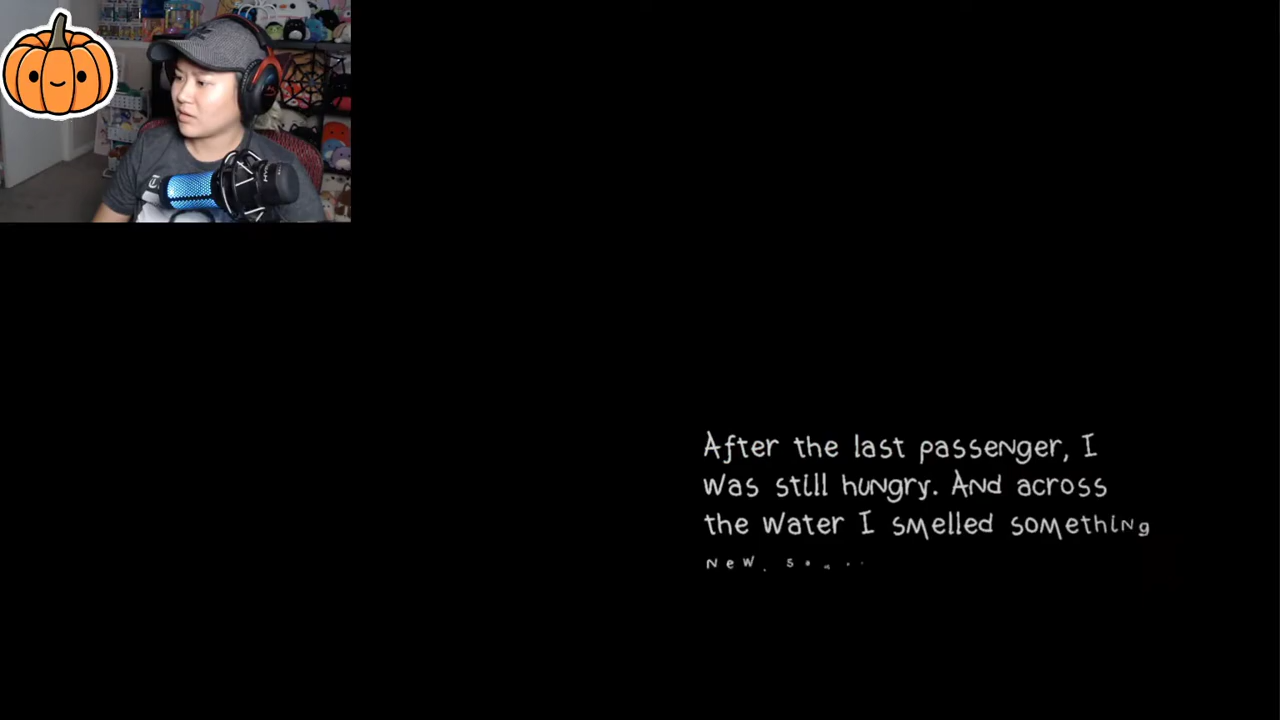 After the last passenger, I
was still hungry. And across
the water I smelled something
new.